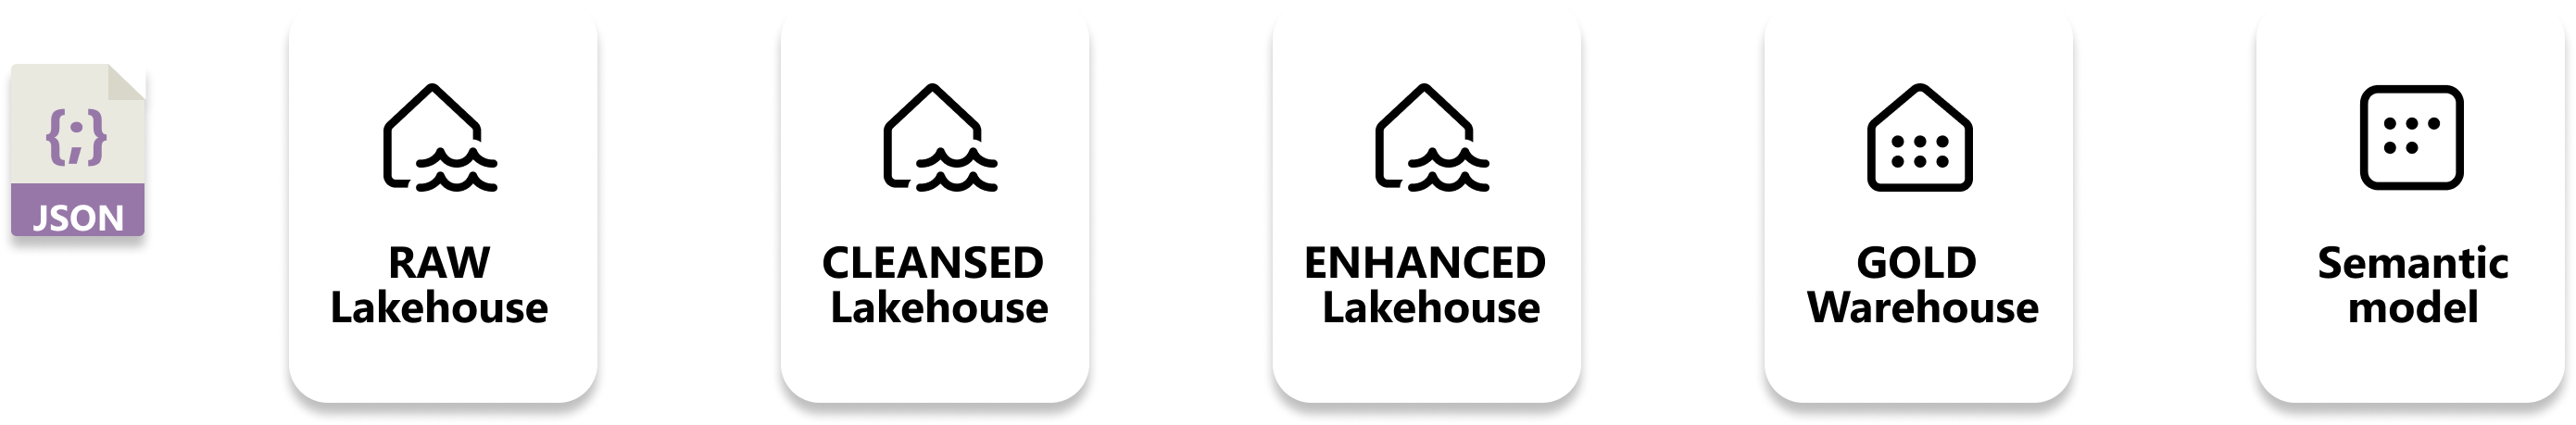 {;}
JSON
RAW
Lakehouse
CLEANSED
Lakehouse
ENHANCED
Lakehouse
GOLD
Warehouse
Semantic
model